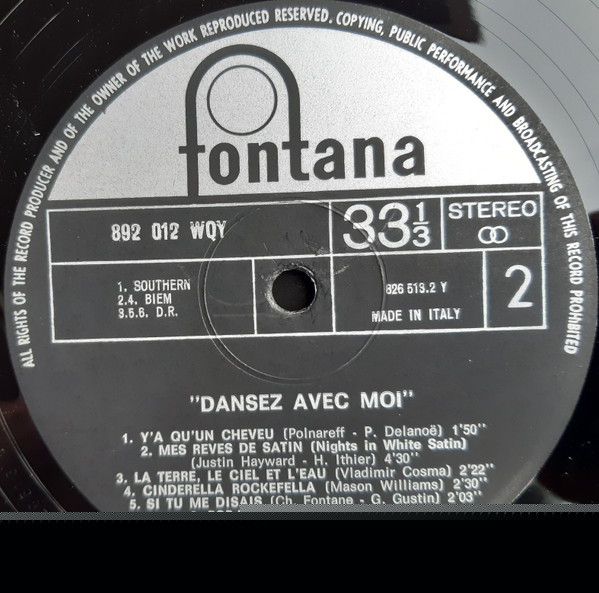 ALL RIGHTS OF THE RECORD PRODUCER AND OF THE OWNER OF THE WORK REPRODUCED RESERVED. COPYING, PUBLIC PERFORMANCE AND BROADCASTING OF THIS RECORD PROHIBITED
fontana
892 012 WQY
33 1/3
STEREO
1. SOUTHERN
2.4. BIEM
3.5.6. D.R.
826 513.2 Y
MADE IN ITALY
2
"DANSEZ AVEC MOI"
1. Y'A QU'UN CHEVEU (Polnareff - P. Delanoë) 1'50"
2. MES REVES DE SATIN (Nights in White Satin)
(Justin Hayward - H. Ithier) 4'30"
3. LA TERRE, LE CIEL ET L'EAU (Vladimir Cosma) 2'22"
4. CINDERELLA ROCKEFELLA (Mason Williams) 2'30"
5. SI TU ME DISAIS (Ch. Fontane - G. Gustin) 2'03"